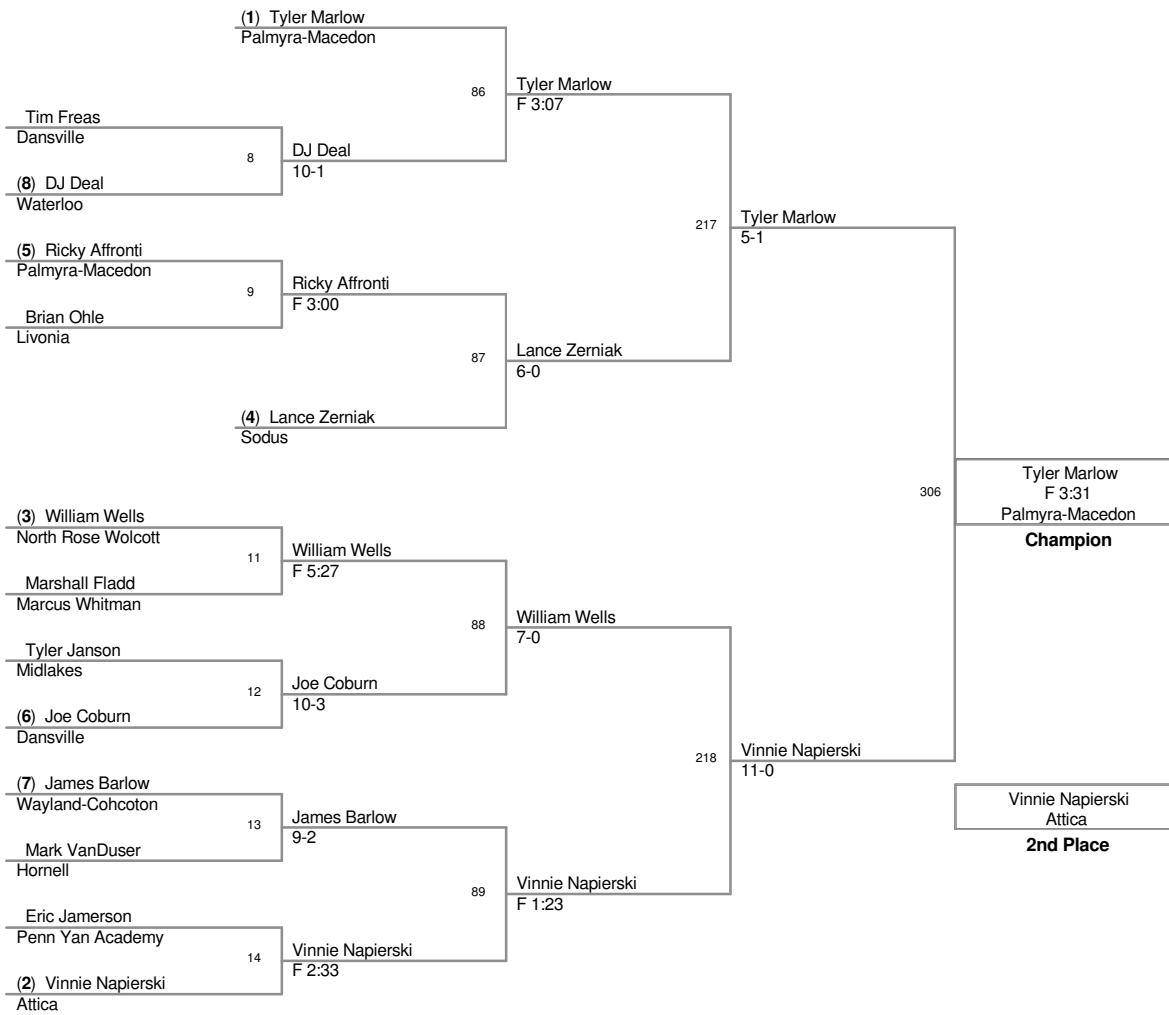 (1) Tyler Marlow
Palmyra-Macedon
86
Tyler Marlow
F 3:07
Tim Freas
Dansville
8
DJ Deal
10-1
(8) DJ Deal
Waterloo
217
Tyler Marlow
5-1
(5) Ricky Affronti
Palmyra-Macedon
9
Ricky Affronti
F 3:00
Brian Ohle
Livonia
87
Lance Zerniak
6-0
(4) Lance Zerniak
Sodus
306
Tyler Marlow
F 3:31
Palmyra-Macedon
Champion
(3) William Wells
North Rose Wolcott
11
William Wells
F 5:27
Marshall Fladd
Marcus Whitman
88
William Wells
7-0
Tyler Janson
Midlakes
12
Joe Coburn
10-3
(6) Joe Coburn
Dansville
218
Vinnie Napierski
11-0
(7) James Barlow
Wayland-Cohcoton
13
James Barlow
9-2
Mark VanDuser
Hornell
89
Vinnie Napierski
F 1:23
Eric Jamerson
Penn Yan Academy
14
Vinnie Napierski
F 2:33
(2) Vinnie Napierski
Attica
Vinnie Napierski
Attica
2nd Place